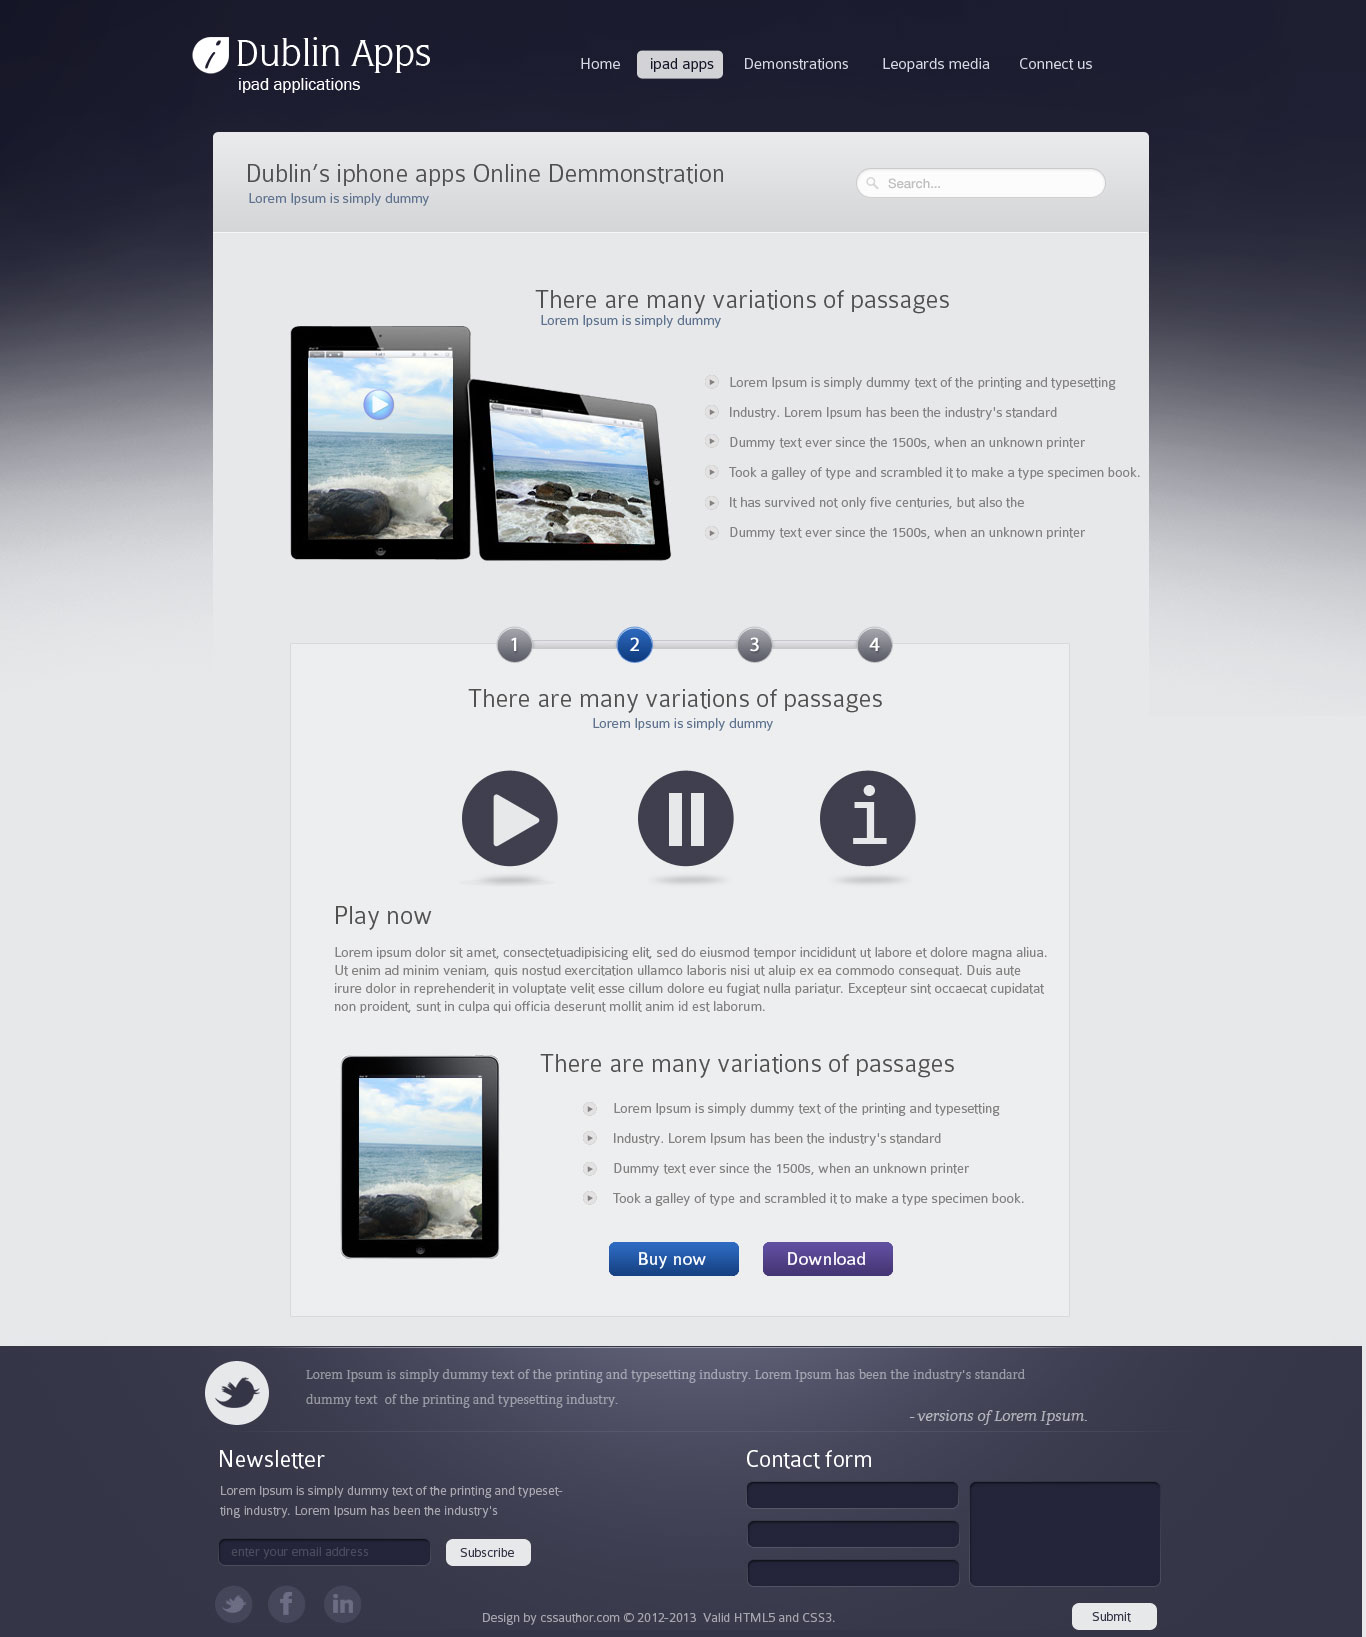 Dublin Apps
ipad applications
Home
ipad apps
Demonstrations
Leopards media
Connect us
Dublin's iphone apps Online Demmonstration
Lorem Ipsum is simply dummy
Search...
There are many variations of passages
Lorem Ipsum is simply dummy
Lorem Ipsum is simply dummy text of the printing and typesetting
Industry. Lorem Ipsum has been the industry's standard
Dummy text ever since the 1500s, when an unknown printer
Took a galley of type and scrambled it to make a type specimen book.
It has survived not only five centuries, but also the
Dummy text ever since the 1500s, when an unknown printer
1 2 3 4
There are many variations of passages
Lorem Ipsum is simply dummy
i
Play now
Lorem ipsum dolor sit amet, consectetuadipisicing elit, sed do eiusmod tempor incididunt ut labore et dolore magna aliua.
Ut enim ad minim veniam, quis nostud exercitation ullamco laboris nisi ut aluip ex ea commodo consequat. Duis aute
irure dolor in reprehenderit in voluptate velit esse cillum dolore eu fugiat nulla pariatur. Excepteur sint occaecat cupidatat
non proident, sunt in culpa qui officia deserunt mollit anim id est laborum.
There are many variations of passages
Lorem Ipsum is simply dummy text of the printing and typesetting
Industry. Lorem Ipsum has been the industry's standard
Dummy text ever since the 1500s, when an unknown printer
Took a galley of type and scrambled it to make a type specimen book.
Buy now
Download
Lorem Ipsum is simply dummy text of the printing and typesetting industry. Lorem Ipsum has been the industry's standard
dummy text of the printing and typesetting industry.
- versions of Lorem Ipsum.
Newsletter
Lorem Ipsum is simply dummy text of the printing and typeset-
ting industry. Lorem Ipsum has been the industry's
enter your email address
Subscribe
Contact form
Submit
f
in
Design by cssauthor.com © 2012-2013 Valid HTML5 and CSS3.